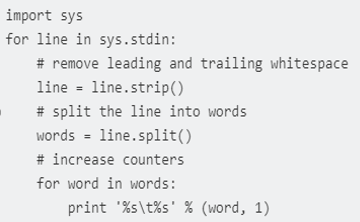 import sys
for line in sys.stdin:
    # remove leading and trailing whitespace
    line = line.strip()
    # split the line into words
    words = line.split()
    # increase counters
    for word in words:
        print '%s\t%s' % (word, 1)